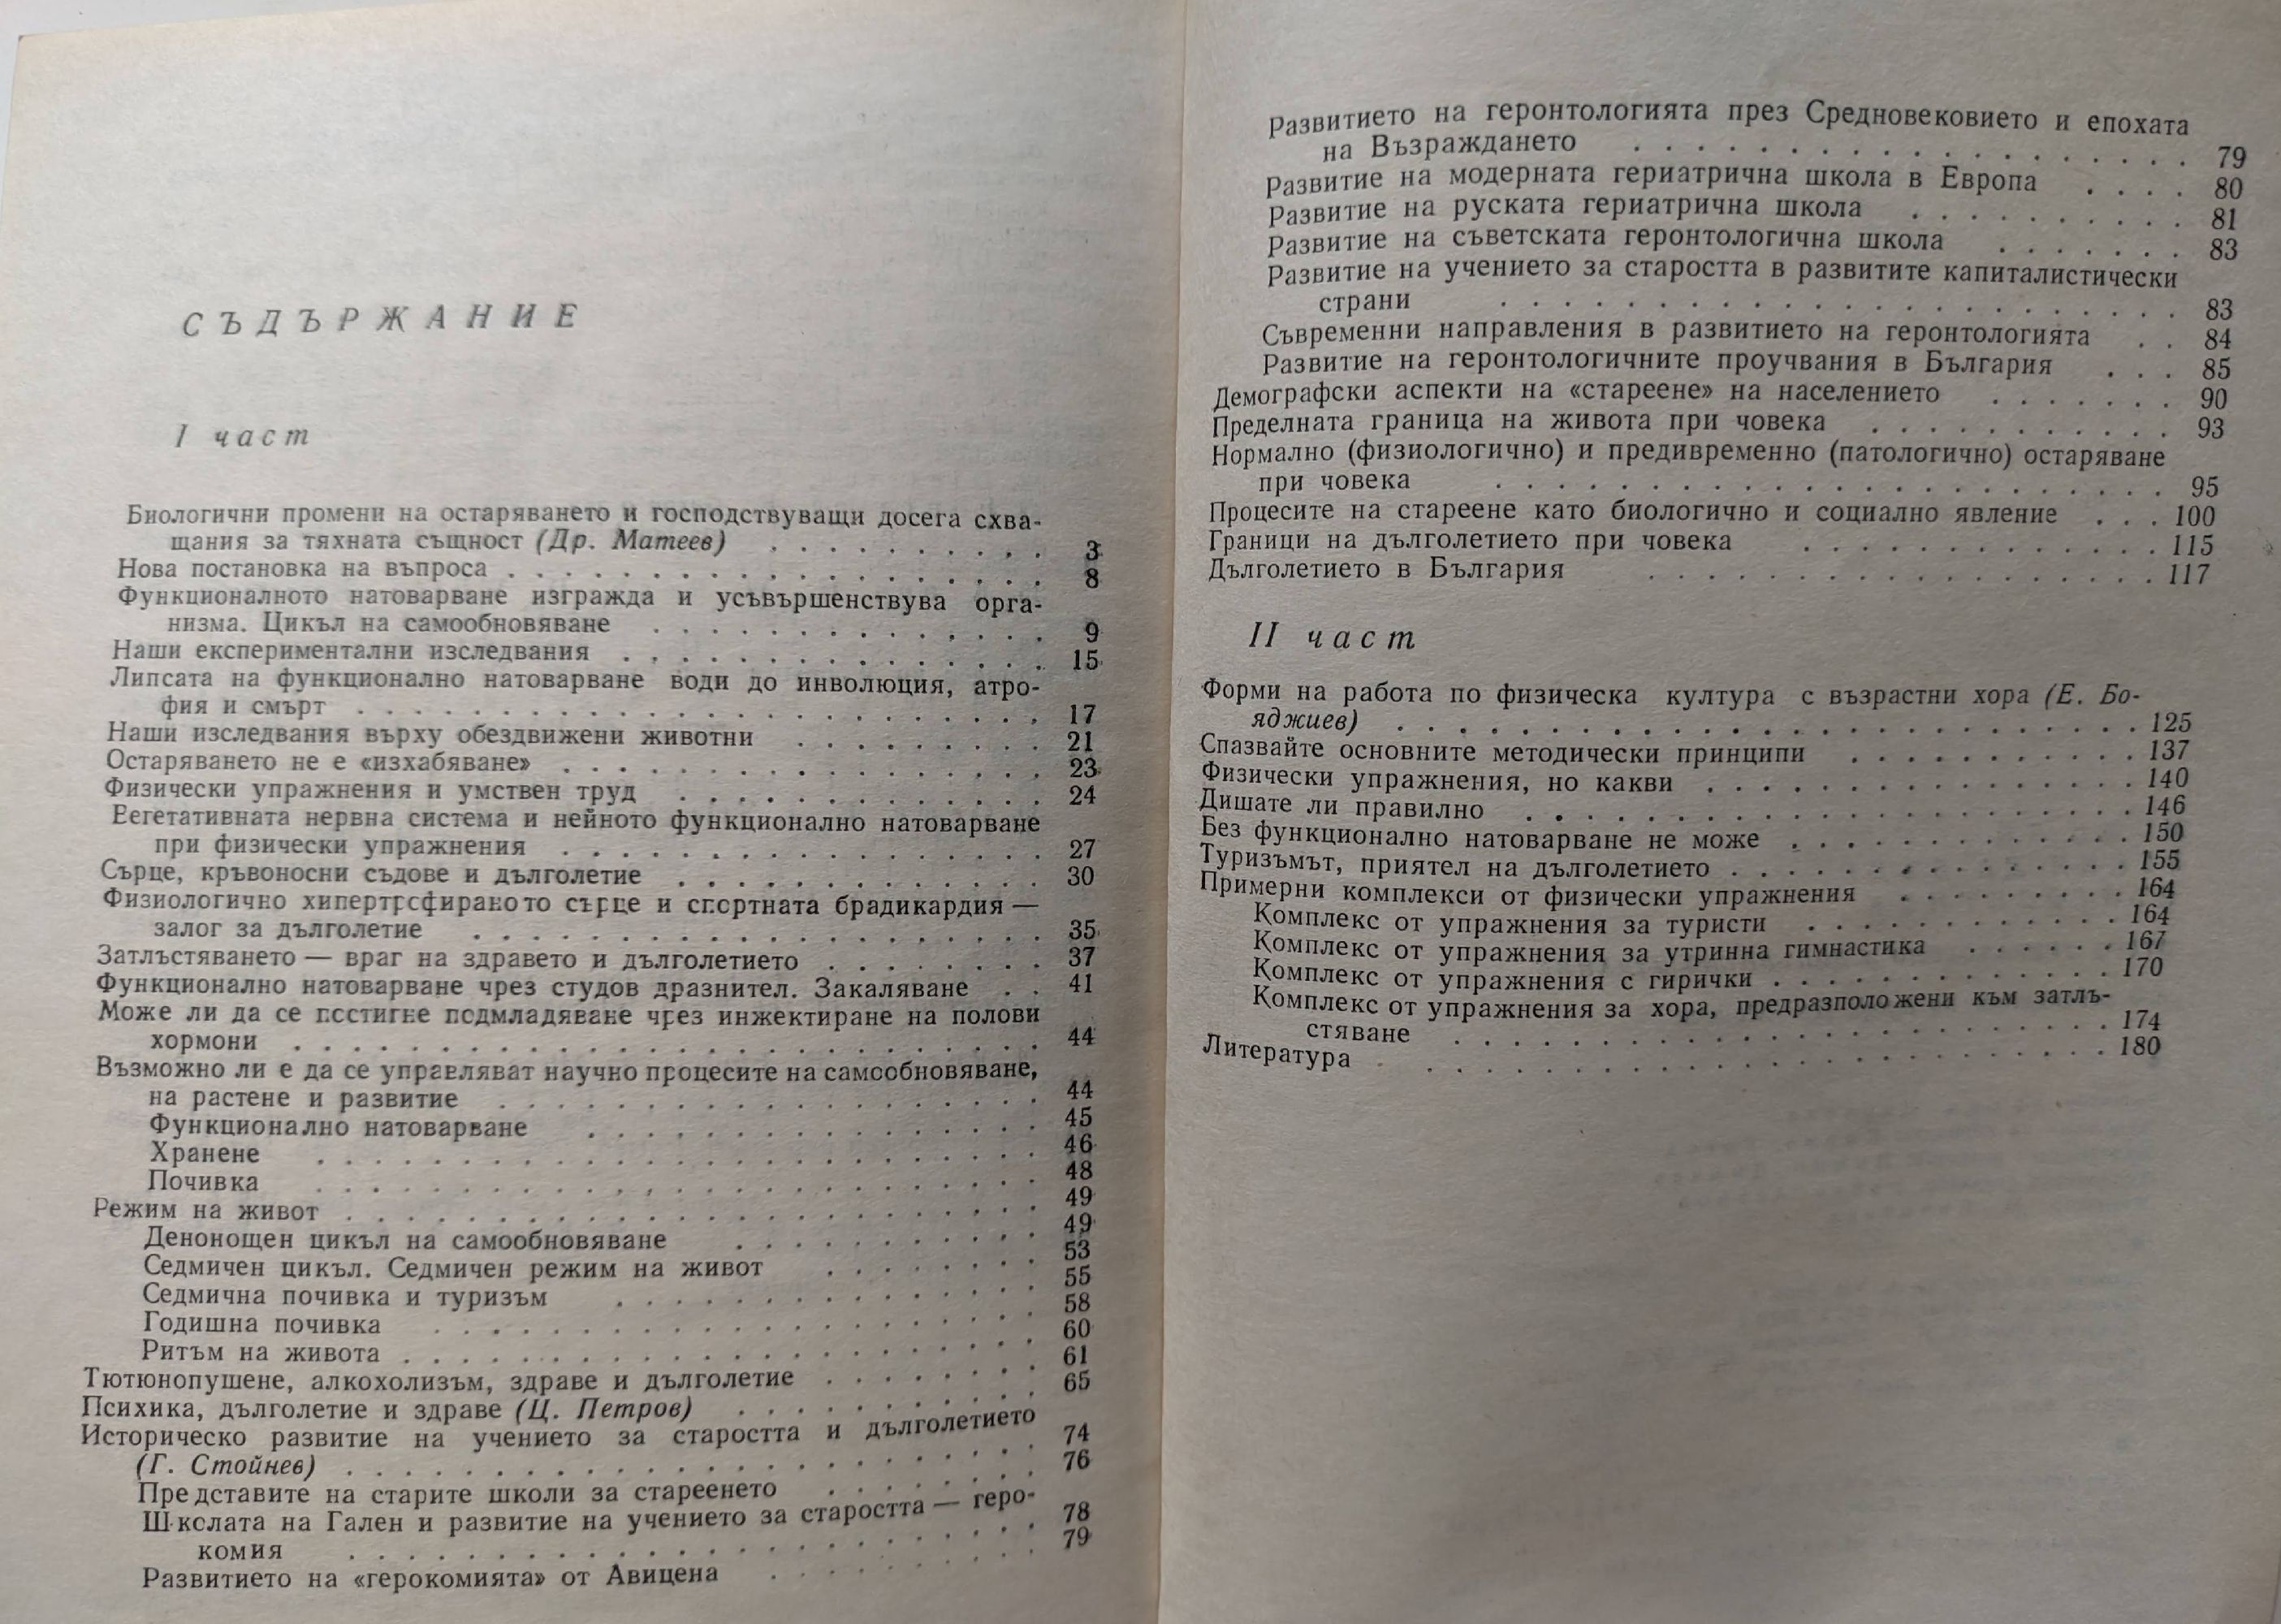 СЪДЪРЖАНИЕ
I част
Биологични промени на остаряването и господствуващи досега схва-
щания за тяхната същност (Др. Матеев) . . . . . . . . . . 3
Нова постановка на въпроса . . . . . . . . . . . . . . . . . . 8
Функционалното натоварване изгражда и усъвършенствува орга-
низма. Цикъл на самообновяване . . . . . . . . . . . . . . 9
Наши експериментални изследвания . . . . . . . . . . . . . . . 15
Липсата на функционално натоварване води до инволюция, атро-
фия и смърт . . . . . . . . . . . . . . . . . . . . . . . 17
Наши изследвания върху обездвижени животни . . . . . . . . . 21
Остаряването не е «изхабяване» . . . . . . . . . . . . . . . . 23
Физически упражнения и умствен труд . . . . . . . . . . . . . 24
Еегетативната нервна система и нейното функционално натоварване
при физически упражнения . . . . . . . . . . . . . . . . . 27
Сърце, кръвоносни съдове и дълголетие . . . . . . . . . . . . . 30
Физиологично хипертрсфираното сърце и спортната брадикардия —
залог за дълголетие . . . . . . . . . . . . . . . . . . . . 35
Затлъстяването — враг на здравето и дълголетието . . . . . . . . 37
Функционално натоварване чрез студов дразнител. Закаляване . . 41
Може ли да се псстигне псдмладяване чрез инжектиране на полови
хормони . . . . . . . . . . . . . . . . . . . . . . . . . . 44
Възможно ли е да се управляват научно процесите на самсобновяване,
на растене и развитие . . . . . . . . . . . . . . . . . . . 44
Функционално натоварване . . . . . . . . . . . . . . . . 45
Хранене . . . . . . . . . . . . . . . . . . . . . . . . . 46
Почивка . . . . . . . . . . . . . . . . . . . . . . . . . 48
Режим на живот . . . . . . . . . . . . . . . . . . . . . . . . 49
Денонощен цикъл на самообновяване . . . . . . . . . . . 49
Седмичен цикъл. Седмичен режим на живот . . . . . . . . 53
Седмична почивка и туризъм . . . . . . . . . . . . . . . 55
Годишна почивка . . . . . . . . . . . . . . . . . . . . . 58
Ритъм на живота . . . . . . . . . . . . . . . . . . . . . . 60
Тютюнопушене, алкохолизъм, здраве и дълголетие . . . . . . . . 61
Психика, дълголетие и здраве (Ц. Петров) . . . . . . . . . . . 65
Историческо развитие на учението за старостта и дълголетието
(Г. Стойнев) . . . . . . . . . . . . . . . . . . . . . . . 74
Представите на старите школи за стареенето . . . . . . . . 76
Шкслата на Гален и развитие на учението за старостта — геро-
комия . . . . . . . . . . . . . . . . . . . . . . . . 78
Развитието на «герокомията» от Авицена . . . . . . . . . 79
Развитието на геронтологията през Средновековието и епохата
на Възраждането . . . . . . . . . . . . . . . . . . . 79
Развитие на модерната гериатрична школа в Европа . . . . 80
Развитие на руската гериатрична школа . . . . . . . . . . 81
Развитие на съветската геронтологична школа . . . . . . . 83
Развитие на учението за старостта в развитите капиталистически
страни . . . . . . . . . . . . . . . . . . . . . . . . 83
Съвременни направления в развитието на геронтологията . . 84
Развитие на геронтологичните проучвания в България . . . 85
Демографски аспекти на «стареене» на населението . . . . . . . 90
Пределната граница на живота при човека . . . . . . . . . . . 93
Нормално (физиологично) и предивременно (патологично) остаряване
при човека . . . . . . . . . . . . . . . . . . . . . . . . 95
Процесите на стареене като биологично и социално явление . . . 100
Граници на дълголетието при човека . . . . . . . . . . . . . . 115
Дълголетието в България . . . . . . . . . . . . . . . . . . . 117
II част
Форми на работа по физическа култура с възрастни хора (Е. Бо-
яджиев) . . . . . . . . . . . . . . . . . . . . . . . . . . 125
Спазвайте основните методически принципи . . . . . . . . . . . 137
Физически упражнения, но какви . . . . . . . . . . . . . . . . 140
Дишате ли правилно . . . . . . . . . . . . . . . . . . . . . . 146
Без функционално натоварване не може . . . . . . . . . . . . . 150
Туризъмът, приятел на дълголетието . . . . . . . . . . . . . . . 155
Примерни комплекси от физически упражнения . . . . . . . . . 164
Комплекс от упражнения за туристи . . . . . . . . . . . . 164
Комплекс от упражнения за утринна гимнастика . . . . . . 167
Комплекс от упражнения с гирички . . . . . . . . . . . . . 170
Комплекс от упражнения за хора, предразположени към затлъ-
стяване . . . . . . . . . . . . . . . . . . . . . . . . 174
Литература . . . . . . . . . . . . . . . . . . . . . . . . . 180